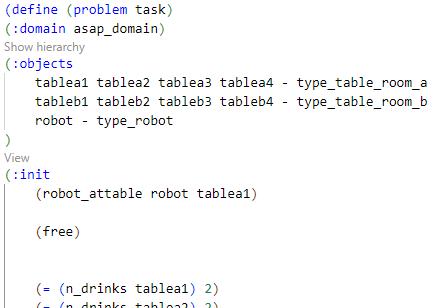 (define (problem task)
(:domain asap_domain)
Show hierarchy
(:objects
tablea1 tablea2 tablea3 tablea4 - type_table_room_a
tableb1 tableb2 tableb3 tableb4 - type_table_room_b
robot - type_robot
)
View
(:init
(robot_attable robot tablea1)
(free)
(= (n_drinks tablea1) 2)
(= (n_drinks tablea2) 2)